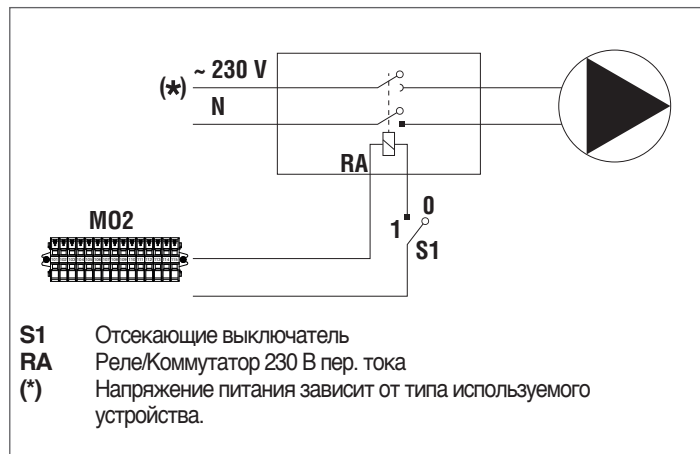 ~ 230 V
(*)
N
RA
MO2
0
1
S1
S1 Отсекающие выключатель
RA Реле/Коммутатор 230 В пер. тока
(*) Напряжение питания зависит от типа используемого
устройства.